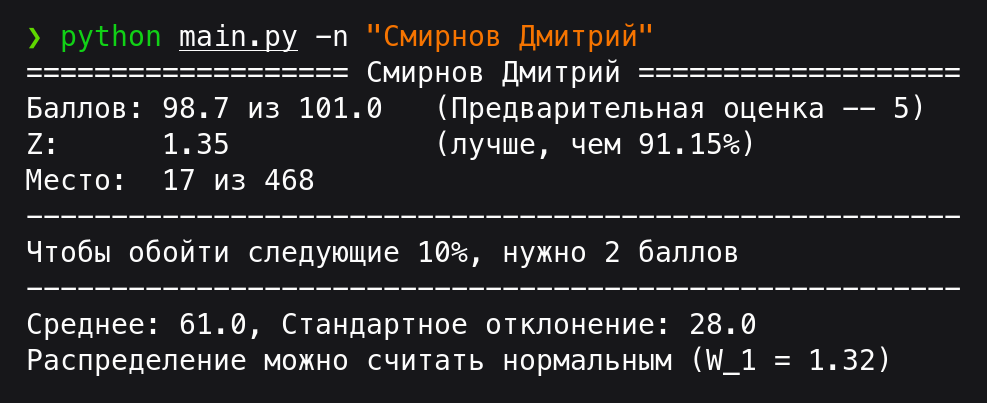 ❯ python main.py -n "Смирнов Дмитрий"
=================== Смирнов Дмитрий ===================
Баллов: 98.7 из 101.0   (Предварительная оценка -- 5)
Z:      1.35            (лучше, чем 91.15%)
Место:  17 из 468
-------------------------------------------------------
Чтобы обойти следующие 10%, нужно 2 баллов
-------------------------------------------------------
Среднее: 61.0, Стандартное отклонение: 28.0
Распределение можно считать нормальным (W_1 = 1.32)